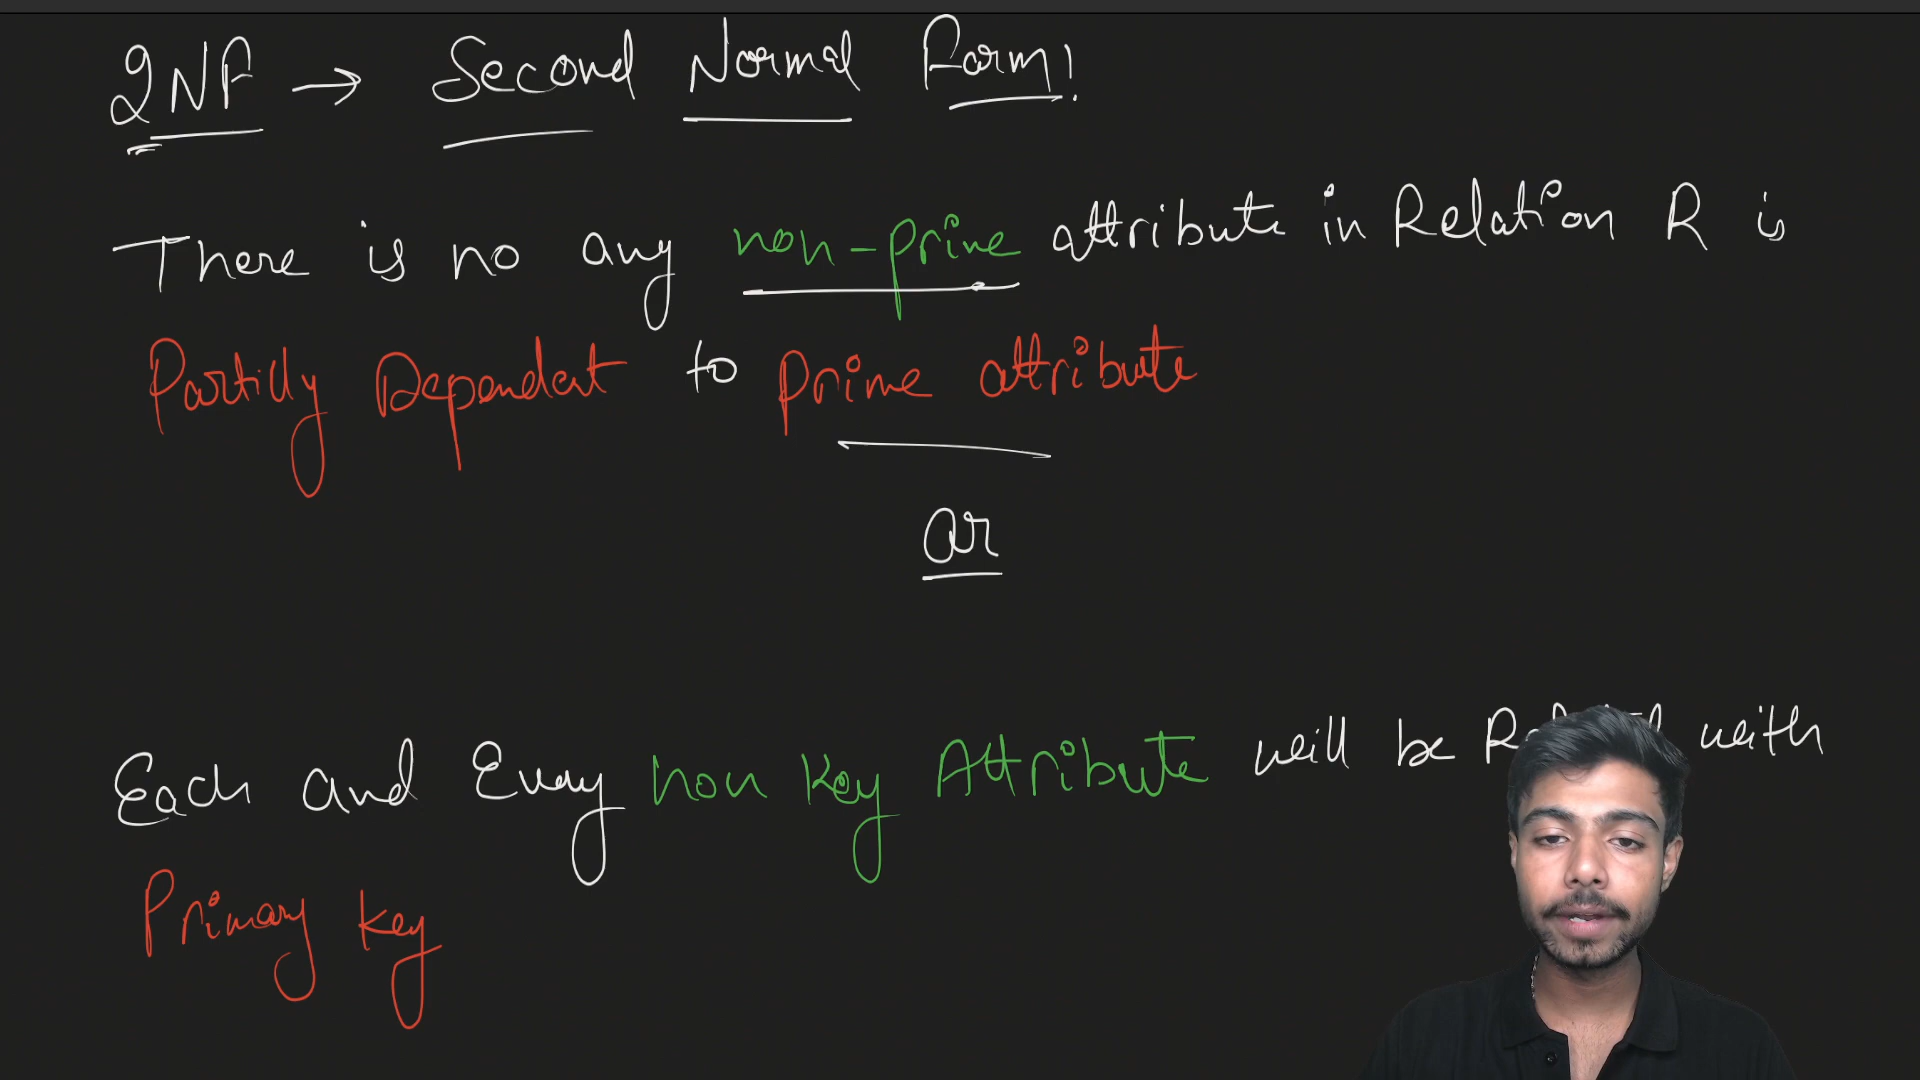 2NF → Second Normal Form!
There is no any non-prime attribute in Relation R is
Partilly Dependent to Prime attribute
or
Each and Every non Key Attribute will be with
Primary key